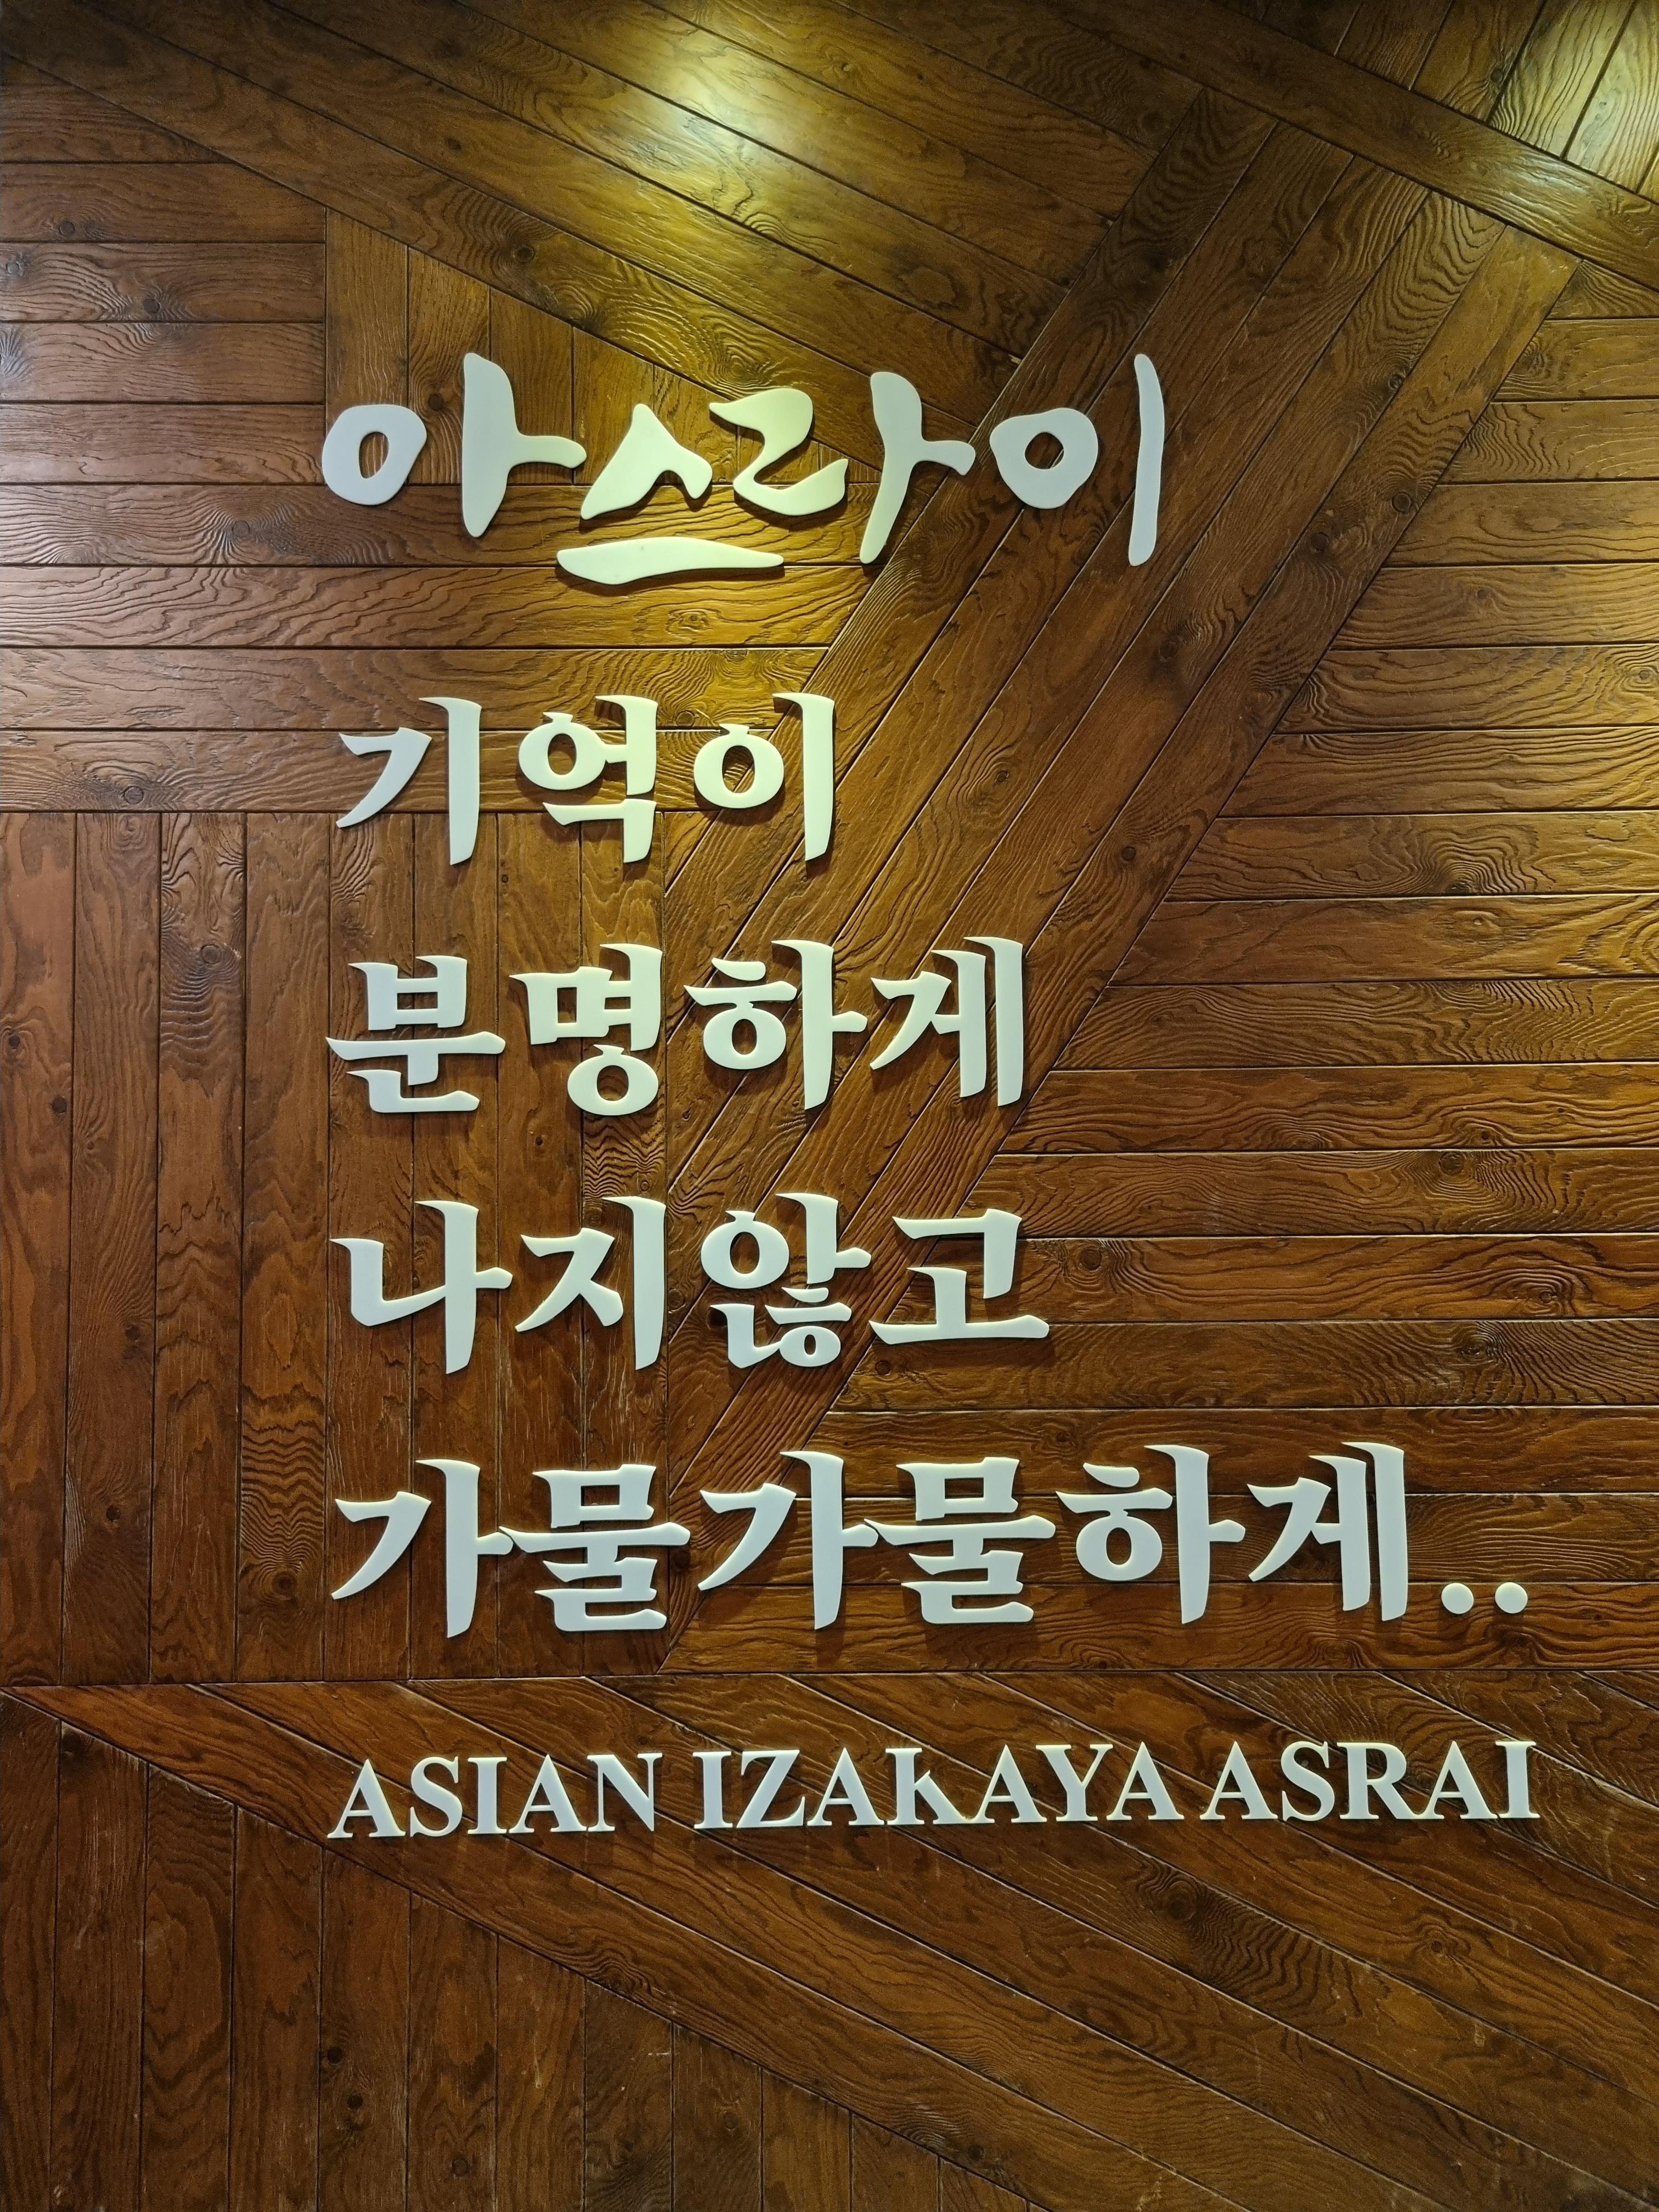 아스라이
기억이
분명하게
나지않고
가물가물하게..
ASIAN IZAKAYA ASRAI